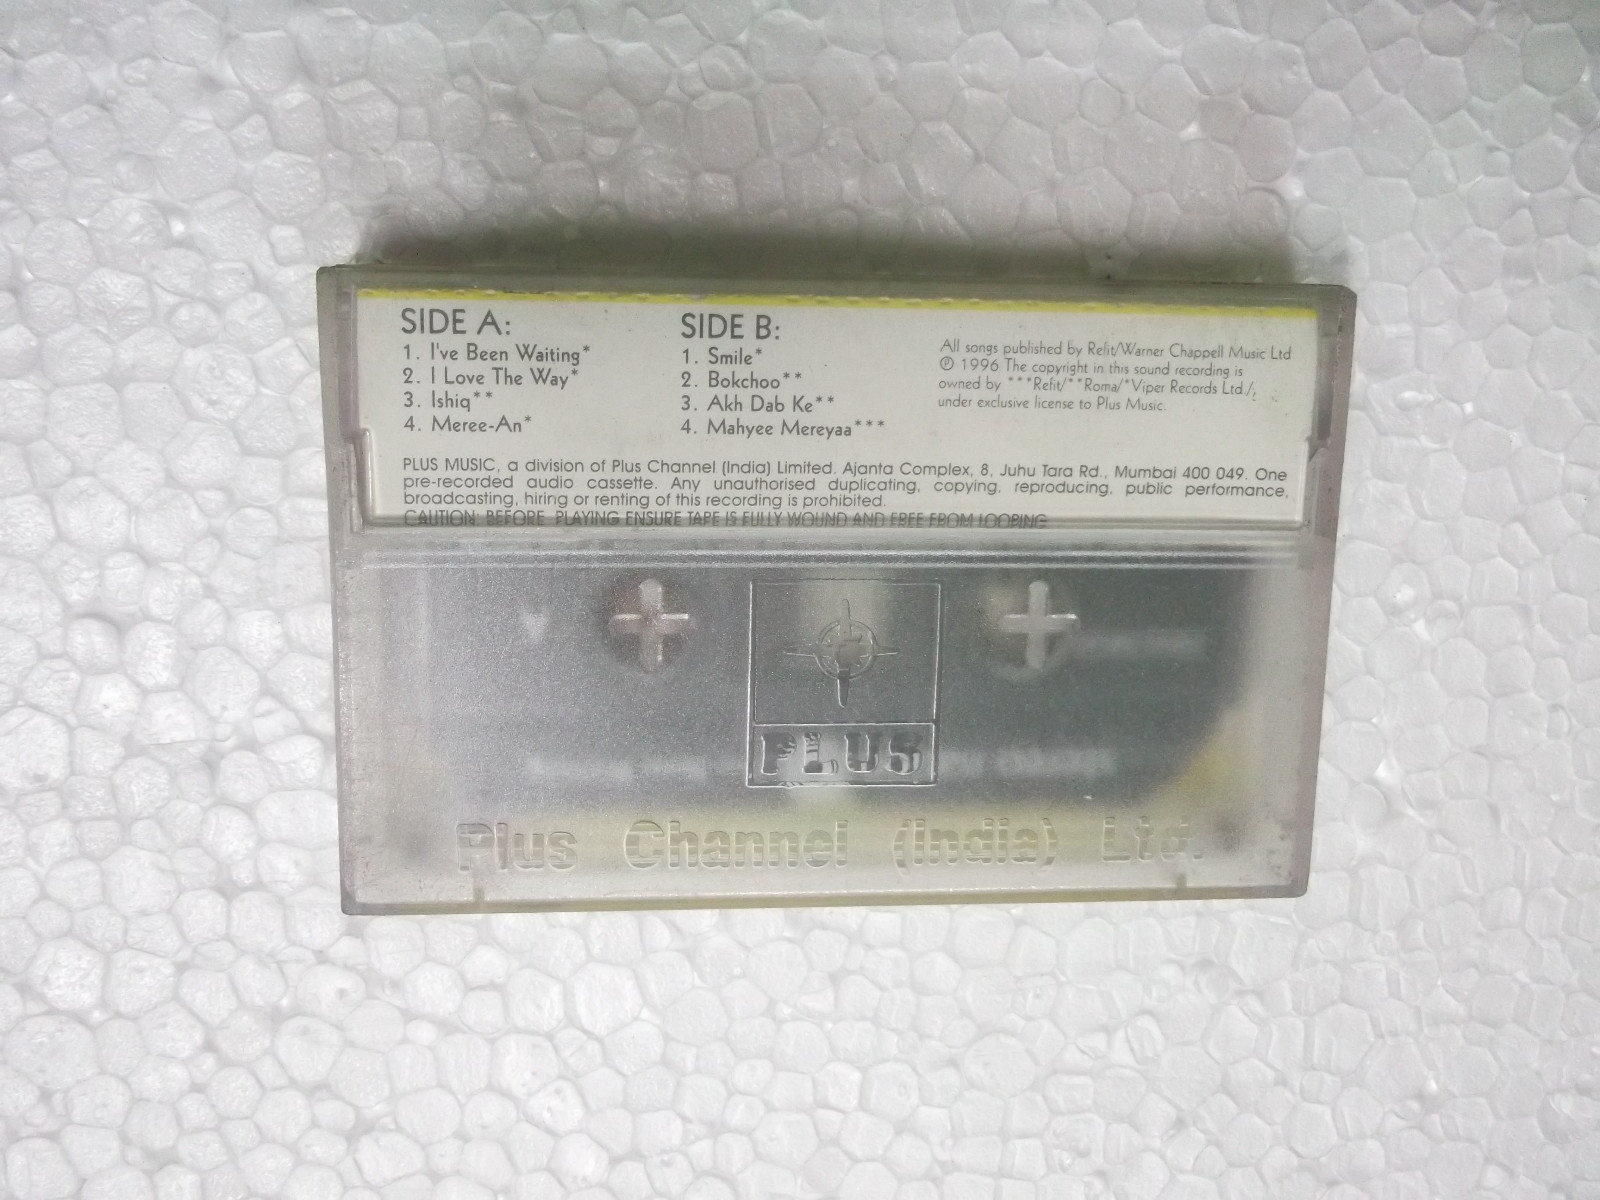 SIDE A:
1. I've Been Waiting*
2. I Love The Way*
3. Ishiq**
4. Meree-An*
SIDE B:
1. Smile*
2. Bokchoo**
3. Akh Dab Ke**
4. Mahyee Mereyaa***
All songs published by Refit/Warner Chappell Music Ltd
℗ 1996 The copyright in this sound recording is
owned by ***Refit/**Roma/*Viper Records Ltd./,
under exclusive license to Plus Music.
PLUS MUSIC, a division of Plus Channel (India) Limited. Ajanta Complex, 8, Juhu Tara Rd., Mumbai 400 049. One
pre-recorded audio cassette. Any unauthorised duplicating, copying, reproducing, public performance,
broadcasting, hiring or renting of this recording is prohibited.
CAUTION: BEFORE PLAYING ENSURE TAPE IS FULLY WOUND AND FREE FROM LOOPING
PLUS
Plus Channel (India) Ltd.